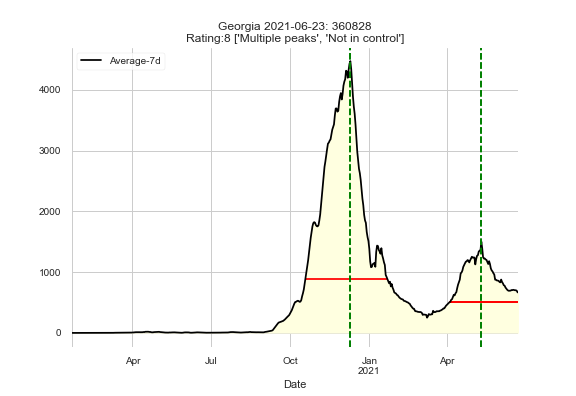 Georgia 2021-06-23: 360828
Rating:8 ['Multiple peaks', 'Not in control']
Average-7d
4000
3000
2000
1000
0
Apr
Jul
Oct
Jan
2021
Apr
Date